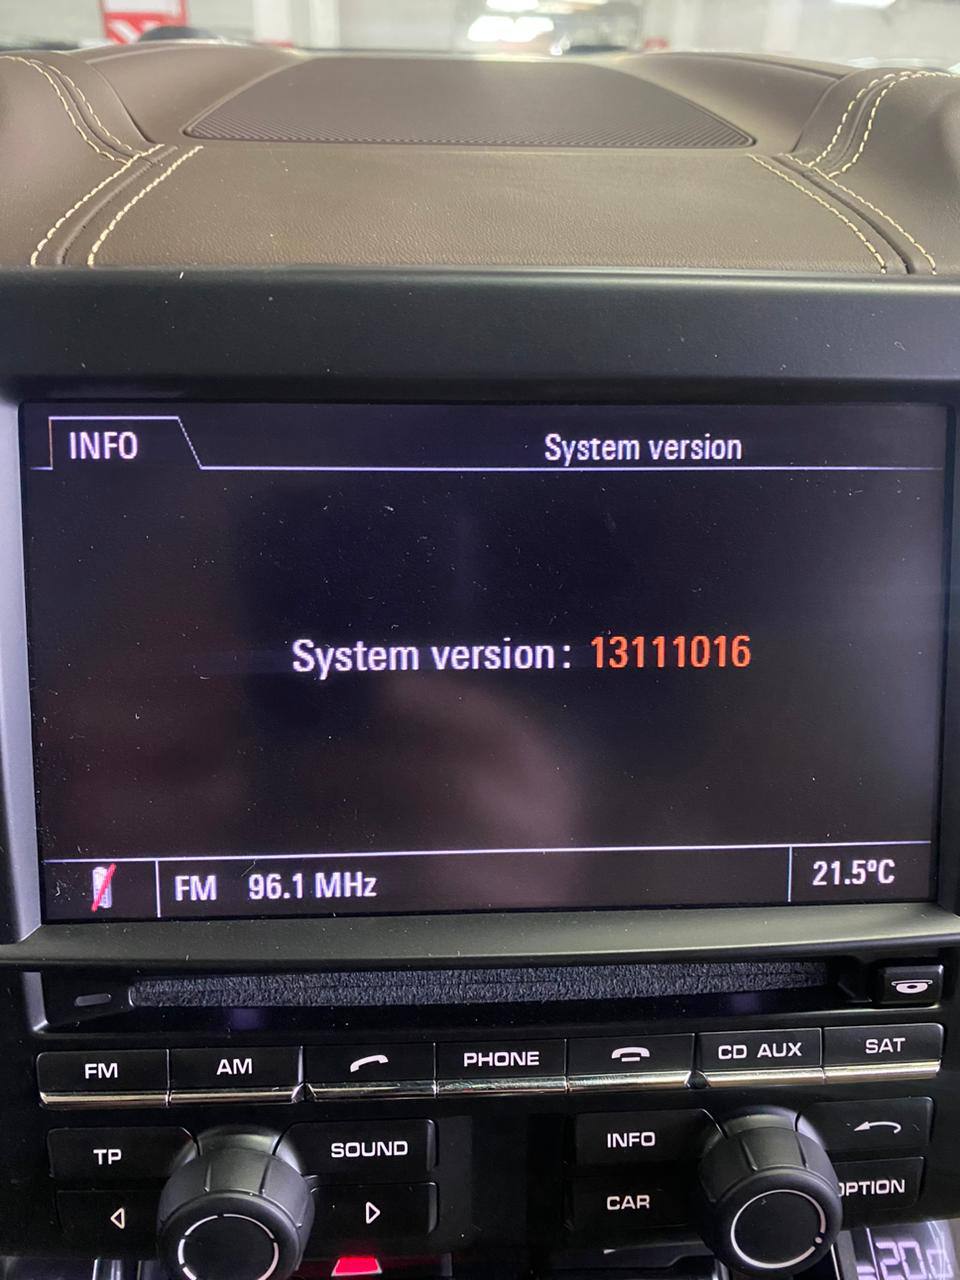 INFO
System version
System version: 13111016
FM 96.1 MHz
21.5ºC
FM
AM
PHONE
CD AUX
SAT
TP
SOUND
INFO
CAR
OPTION